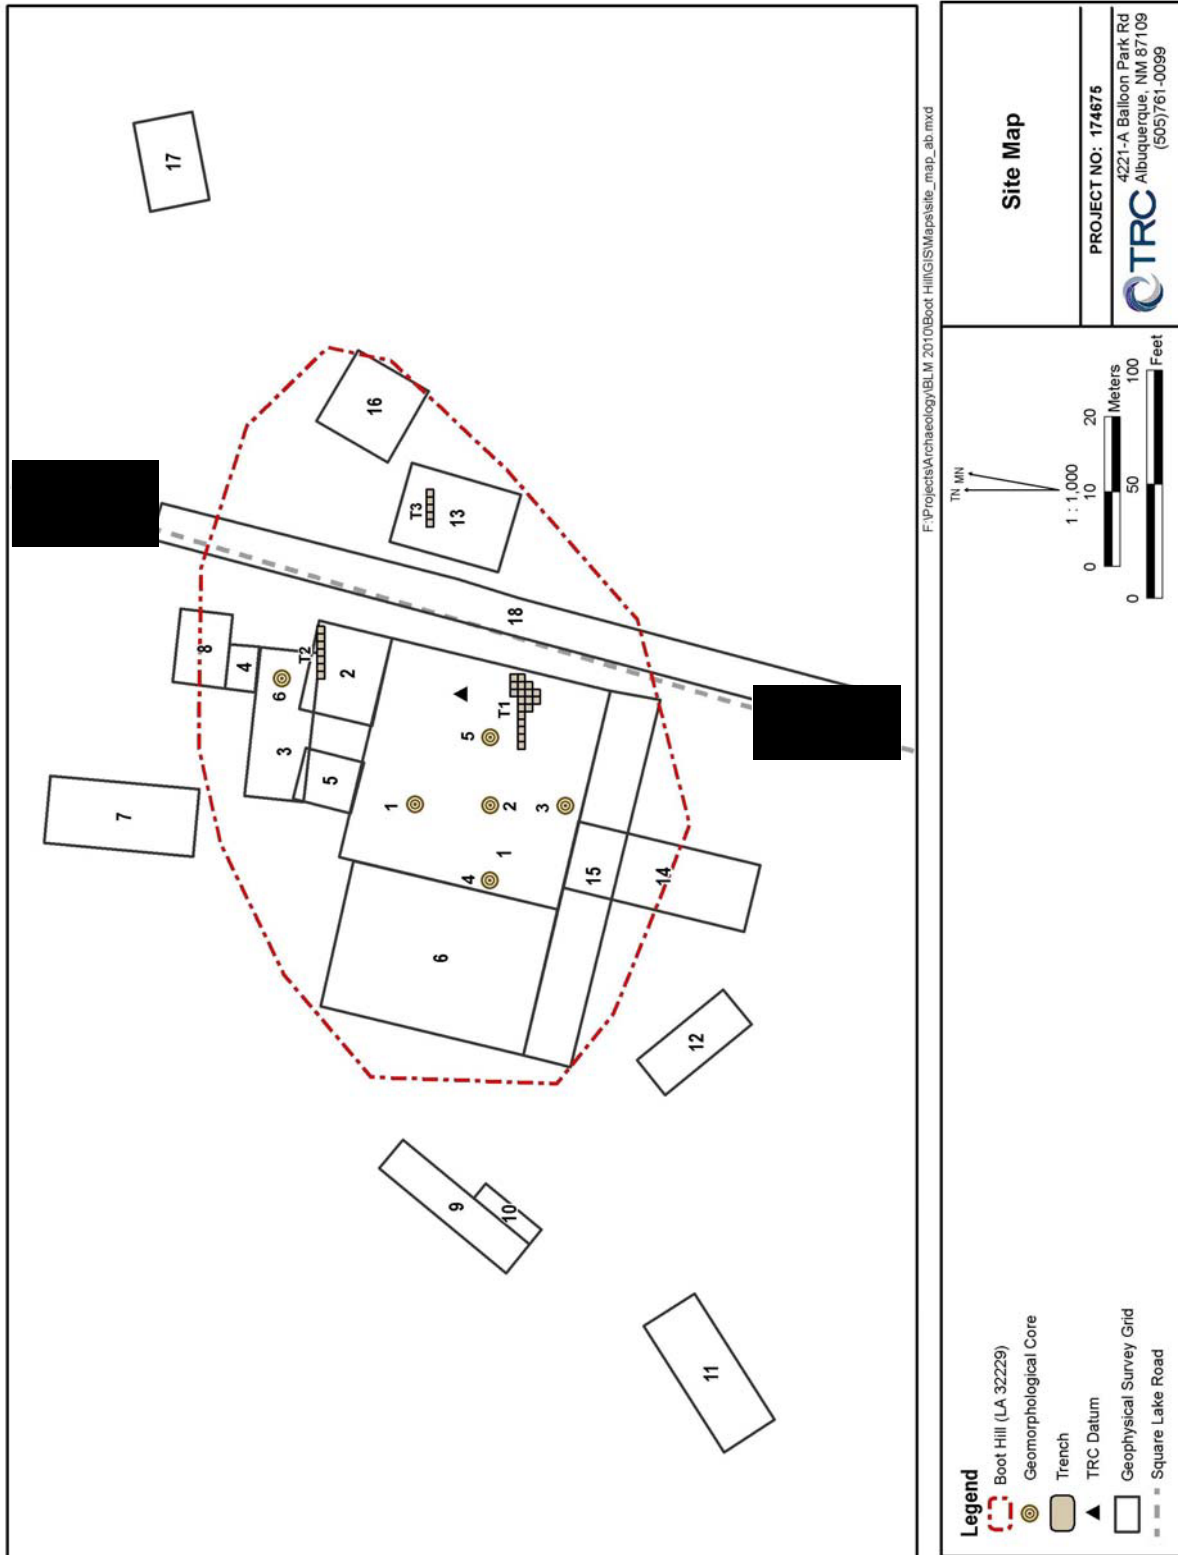 17
16
T3
13
8
4
T2
6
2
18
3
7
5
5
T1
1
2
3
1
4
15
14
6
12
9
10
11
F:\Projects\Archaeology\BLM 2010\Boot Hill\GIS\Maps\site_map_ab.mxd
Legend
Boot Hill (LA 32229)
Geomorphological Core
Trench
TRC Datum
Geophysical Survey Grid
Square Lake Road
TN MN
1 : 1,000
0 10 20
Meters
0 50 100
Feet
Site Map
PROJECT NO: 174675
TRC
4221-A Balloon Park Rd
Albuquerque, NM 87109
(505)761-0099